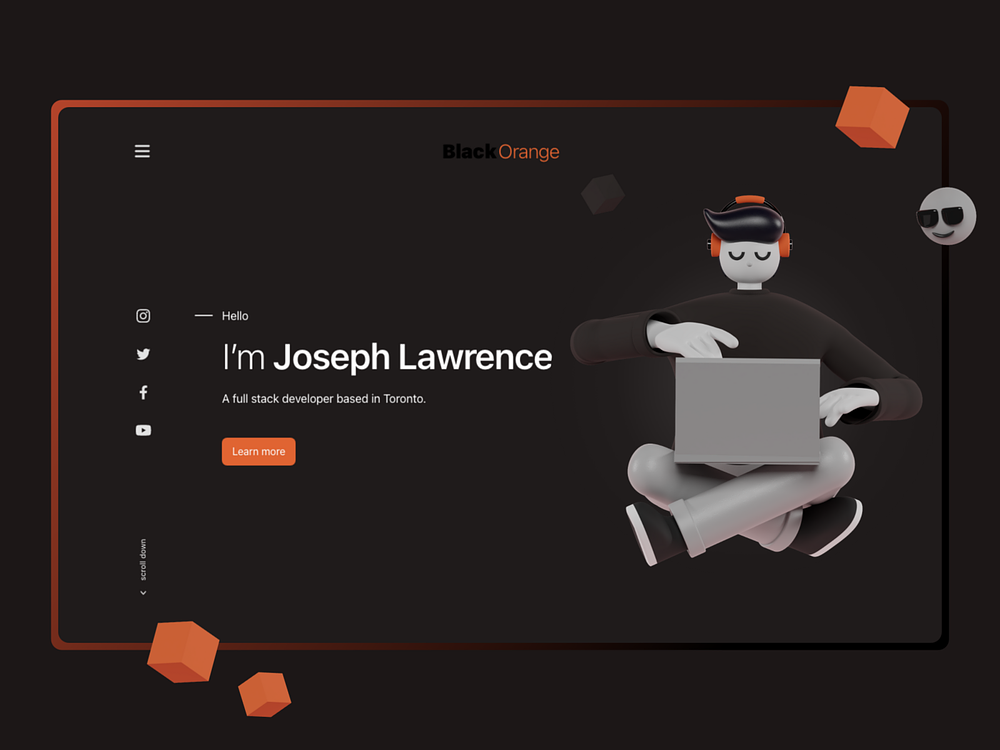 BlackOrange
Hello
I’m Joseph Lawrence
A full stack developer based in Toronto.
Learn more
scroll down